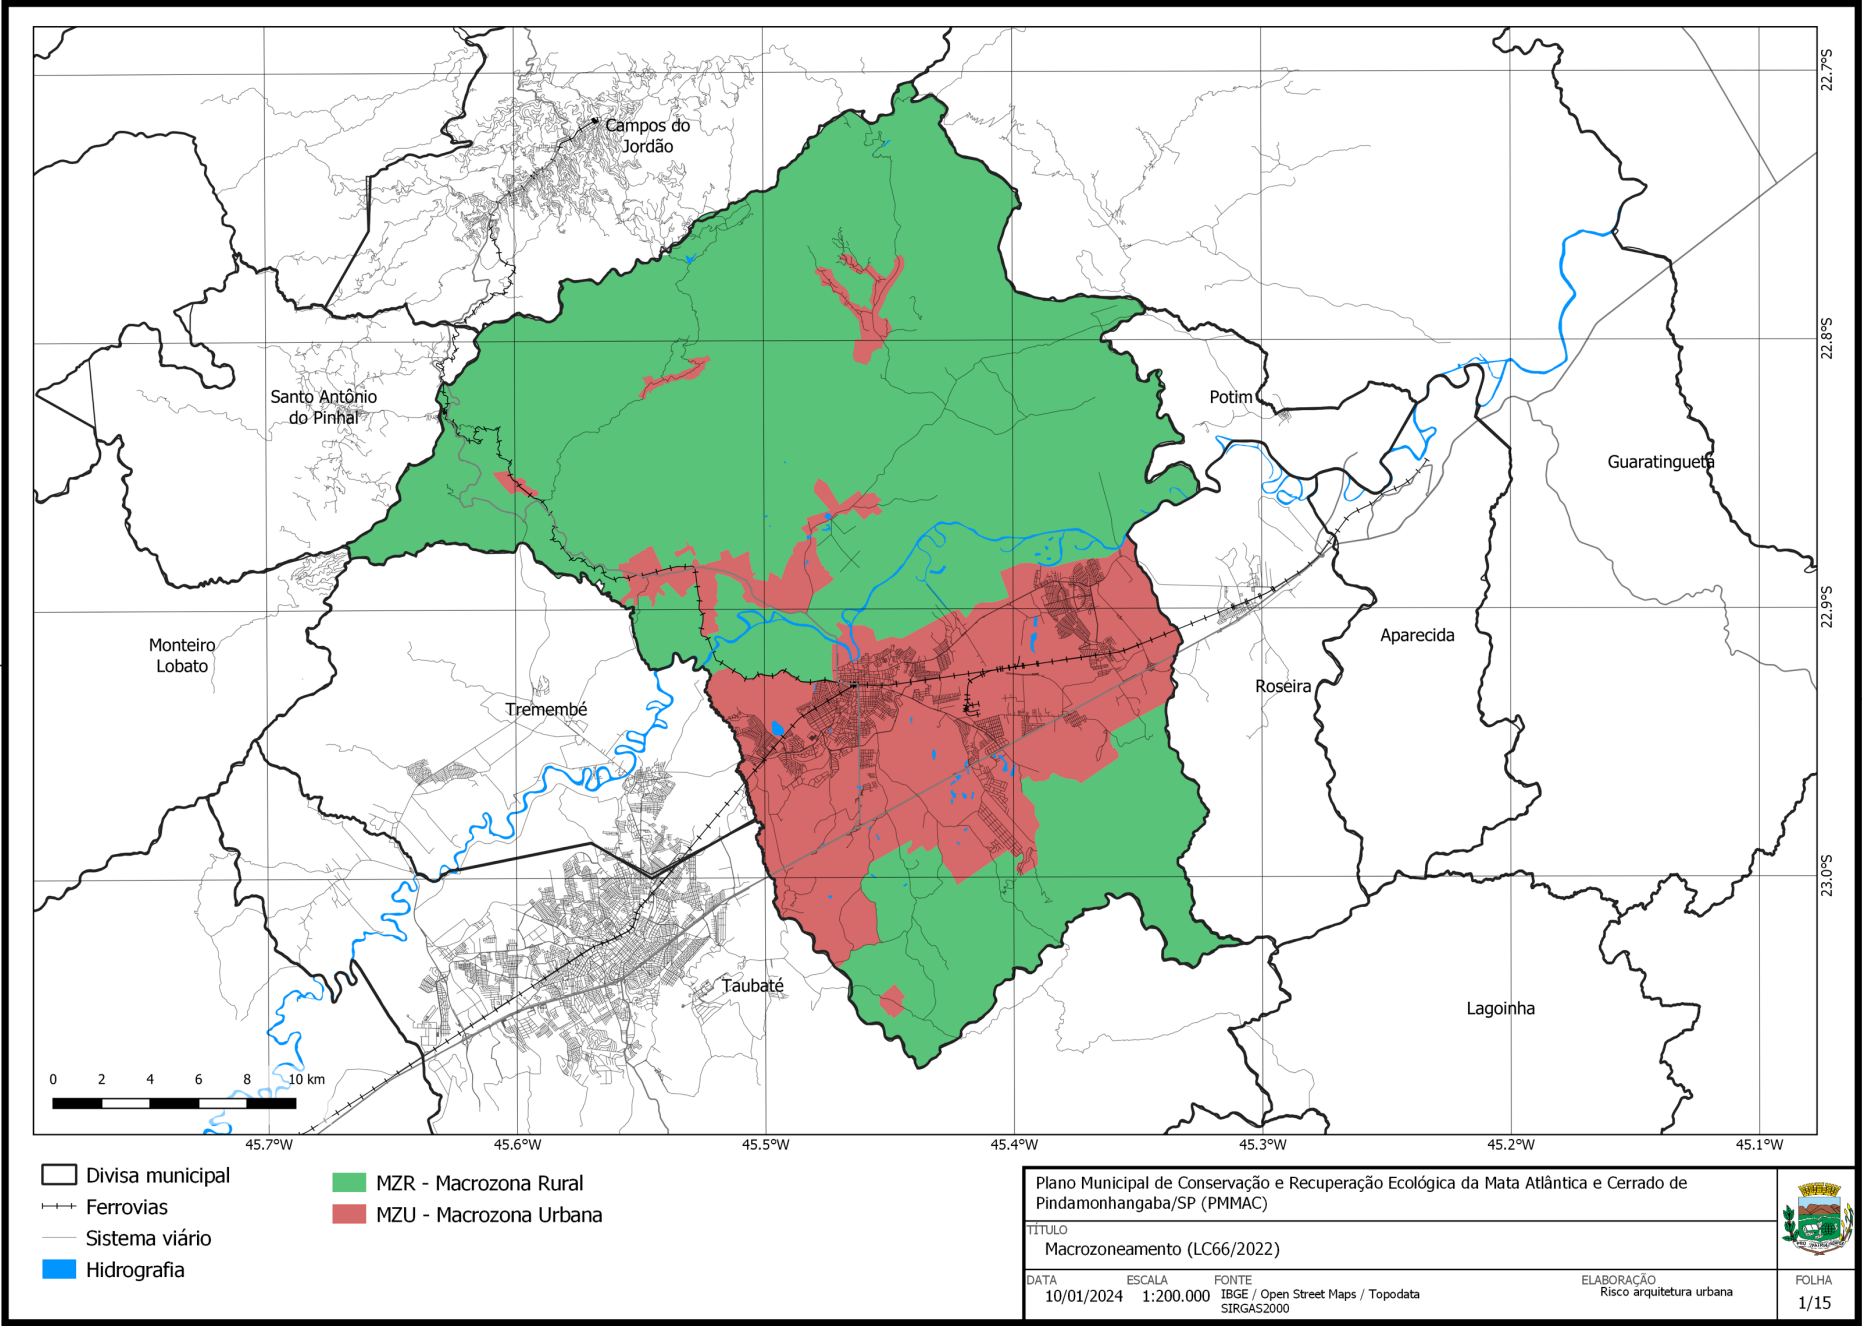 22.7°S
Campos do
Jordão
22.8°S
Santo Antônio
do Pinhal
Potim
Guaratinguetá
22.9°S
Monteiro
Lobato
Aparecida
Roseira
Tremembé
23.0°S
Taubaté
Lagoinha
0 2 4 6 8 10 km
45.7°W 45.6°W 45.5°W 45.4°W 45.3°W 45.2°W 45.1°W
Divisa municipal
Ferrovias
Sistema viário
Hidrografia
MZR - Macrozona Rural
MZU - Macrozona Urbana
Plano Municipal de Conservação e Recuperação Ecológica da Mata Atlântica e Cerrado de
Pindamonhangaba/SP (PMMAC)
TÍTULO
Macrozoneamento (LC66/2022)
DATA
10/01/2024
ESCALA
1:200.000
FONTE
IBGE / Open Street Maps / Topodata
SIRGAS2000
ELABORAÇÃO
Risco arquitetura urbana
FOLHA
1/15